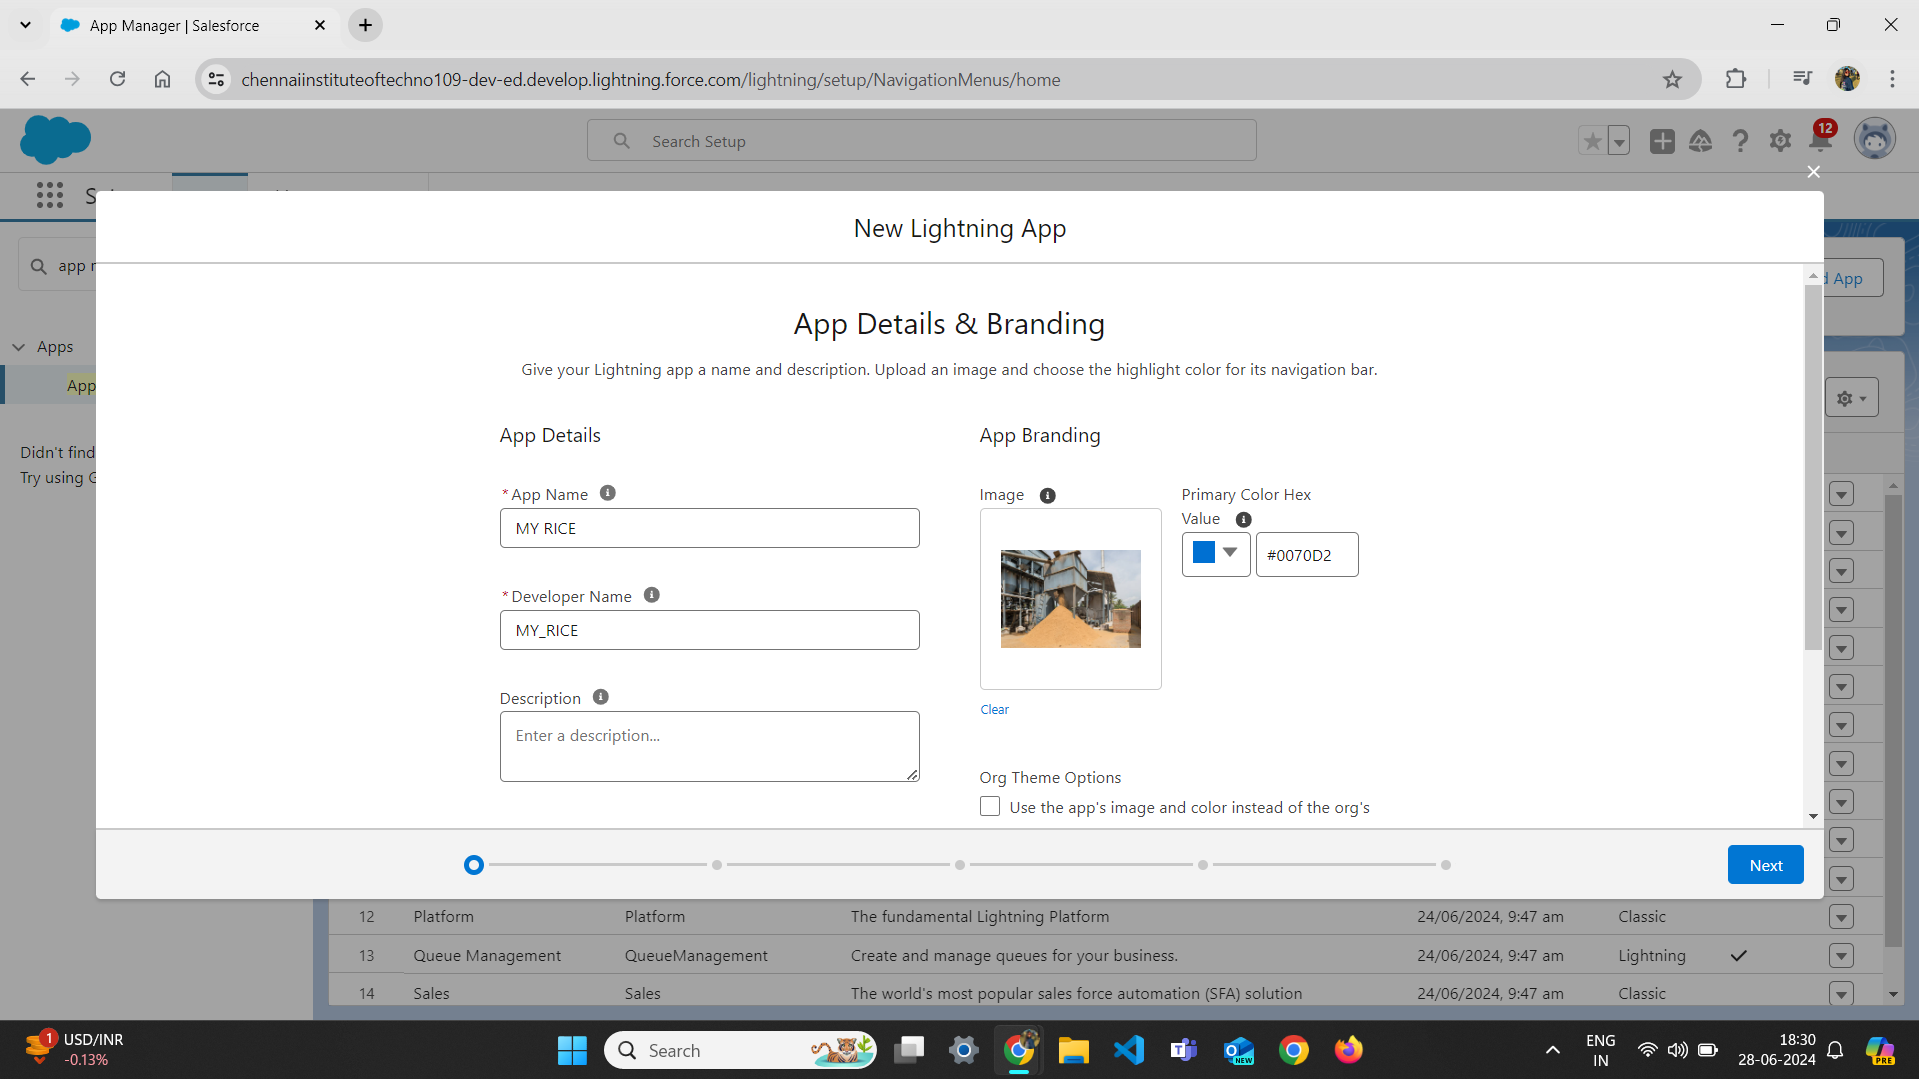 App Manager | Salesforce
chennaiinstituteoftechno109-dev-ed.develop.lightning.force.com/lightning/setup/NavigationMenus/home
Search Setup
12
New Lightning App
App Details & Branding
Give your Lightning app a name and description. Upload an image and choose the highlight color for its navigation bar.
App Details
App Branding
*App Name
MY RICE
*Developer Name
MY_RICE
Description
Enter a description...
Image
Clear
Primary Color Hex
Value
#0070D2
Org Theme Options
Use the app's image and color instead of the org's
Next
Apps
App
Didn't find
Try using
App
12 Platform Platform The fundamental Lightning Platform 24/06/2024, 9:47 am Classic
13 Queue Management QueueManagement Create and manage queues for your business. 24/06/2024, 9:47 am Lightning
14 Sales Sales The world's most popular sales force automation (SFA) solution 24/06/2024, 9:47 am Classic
1
USD/INR
-0.13%
Search
NEW
ENG
IN
18:30
28-06-2024
PRE